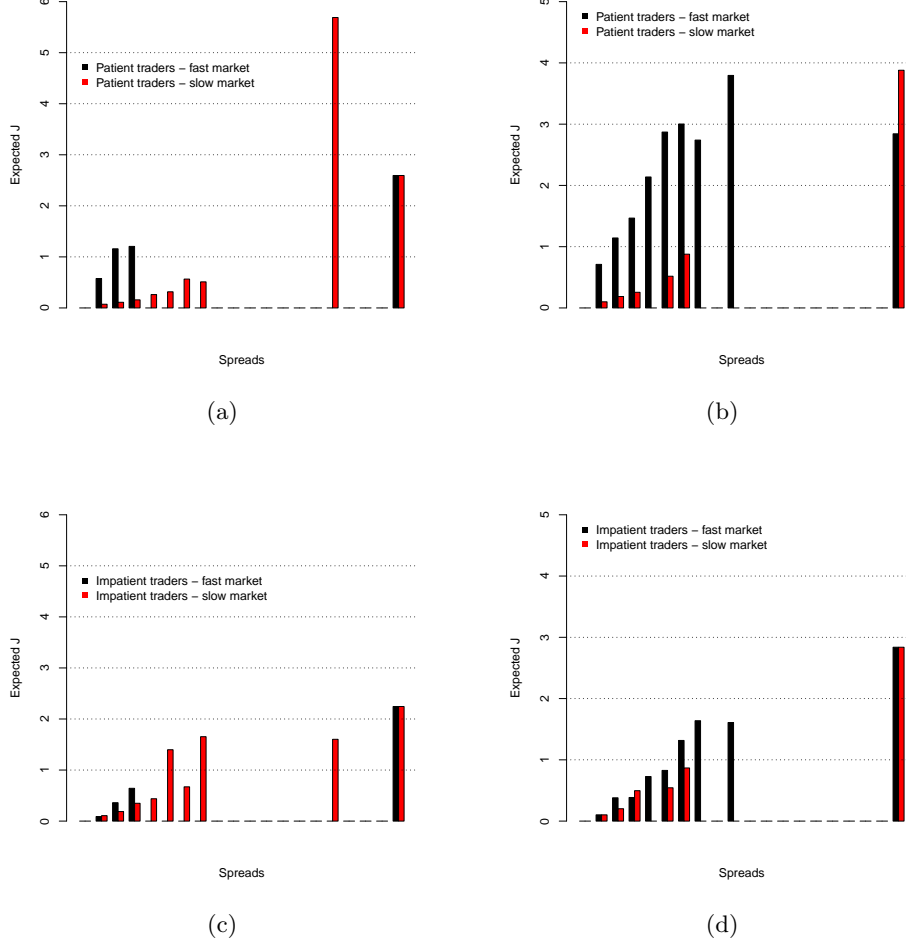 6
5
4
3
2
1
0
Expected J
Patient traders − fast market
Patient traders − slow market
Spreads
(a)
5
4
3
2
1
0
Expected J
Patient traders − fast market
Patient traders − slow market
Spreads
(b)
6
5
4
3
2
1
0
Expected J
Impatient traders − fast market
Impatient traders − slow market
Spreads
(c)
5
4
3
2
1
0
Expected J
Impatient traders − fast market
Impatient traders − slow market
Spreads
(d)